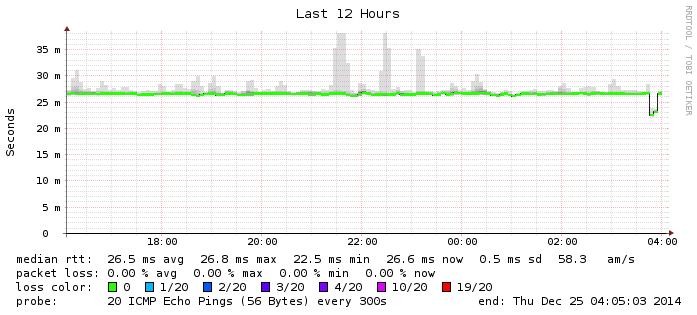 Last 12 Hours
RRDTOOL / TOBI OETIKER
Seconds
35 m
30 m
25 m
20 m
15 m
10 m
5 m
0
18:00 20:00 22:00 00:00 02:00 04:00
median rtt: 26.5 ms avg 26.8 ms max 22.5 ms min 26.6 ms now 0.5 ms sd 58.3 am/s
packet loss: 0.00 % avg 0.00 % max 0.00 % min 0.00 % now
loss color: 0 1/20 2/20 3/20 4/20 10/20 19/20
probe: 20 ICMP Echo Pings (56 Bytes) every 300s end: Thu Dec 25 04:05:03 2014